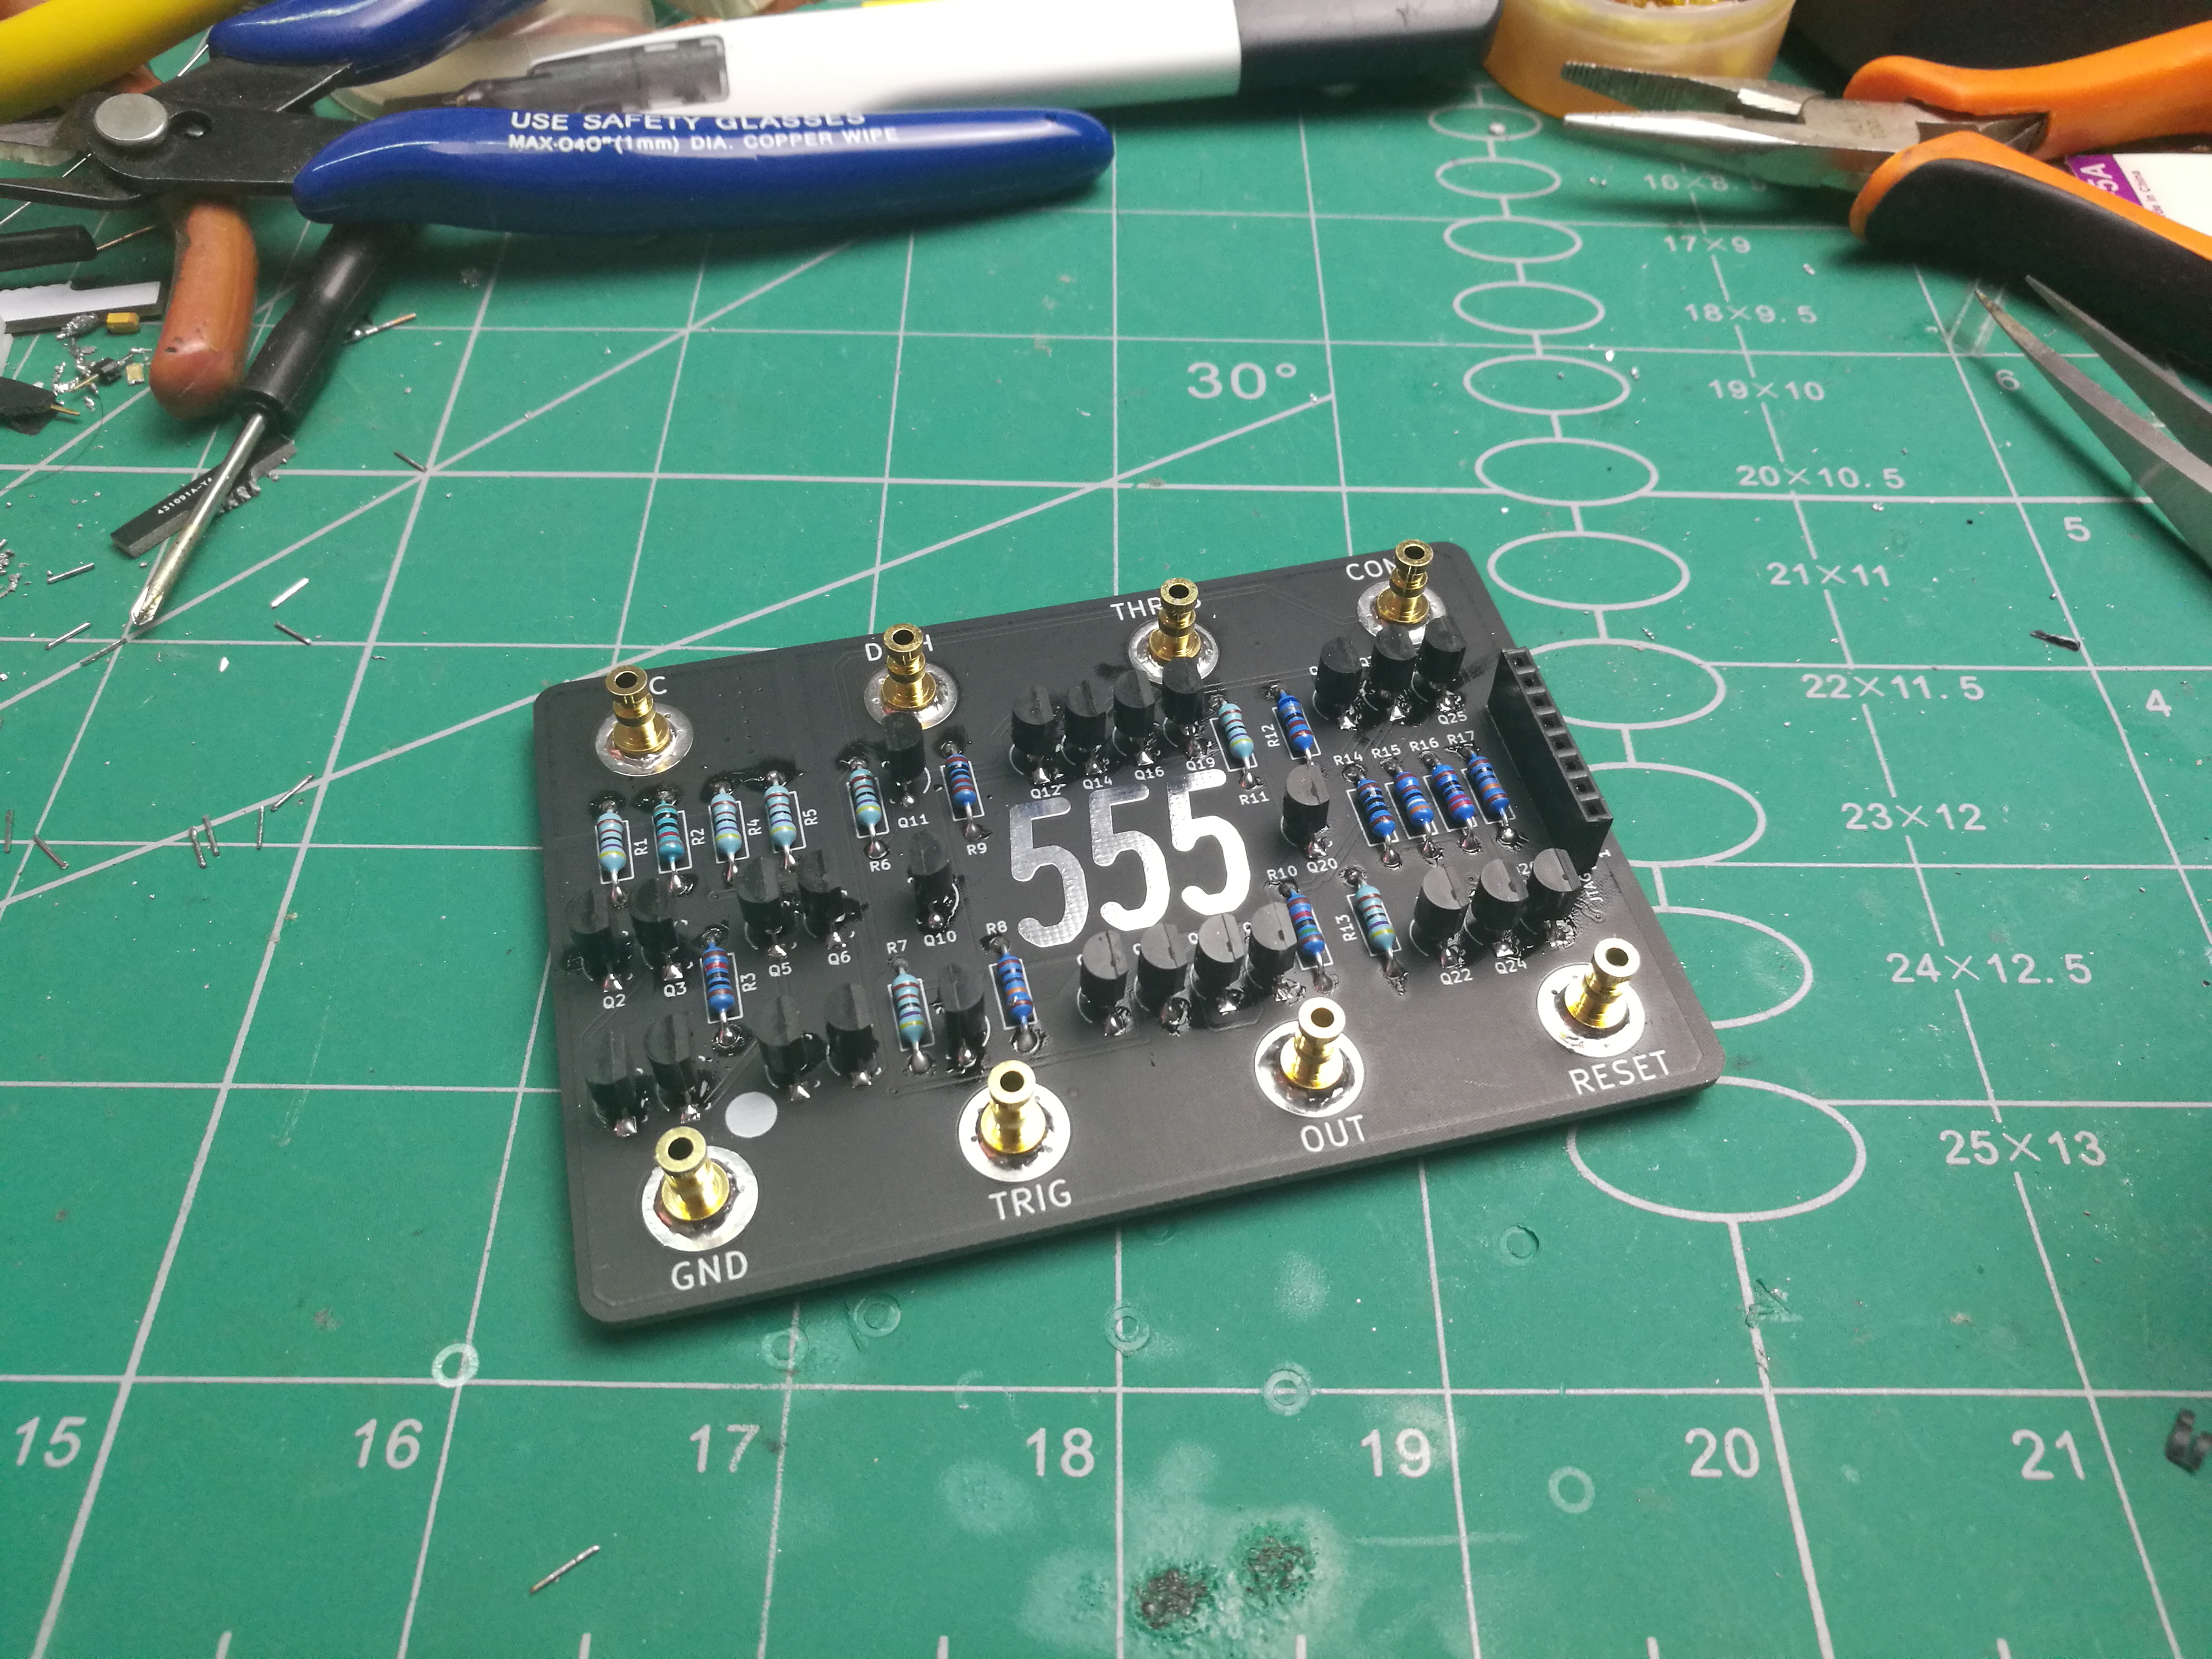 USE SAFETY GLASSES
MAX.040"(1mm) DIA. COPPER WIPE
5A
17×9
18×9.5
19×10
20×10.5
21×11
22×11.5
23×12
24×12.5
25×13
30°
6
5
4
R1
R2
R4
R5
R6
Q11
R9
Q12
Q14
Q16
Q19
R11
R12
Q25
R14
R15
R16
R17
555
Q20
R10
R13
Q2
Q3
R3
Q5
Q6
Q10
R7
R8
Q22
Q24
GND
TRIG
OUT
RESET
15
16
17
18
19
20
21